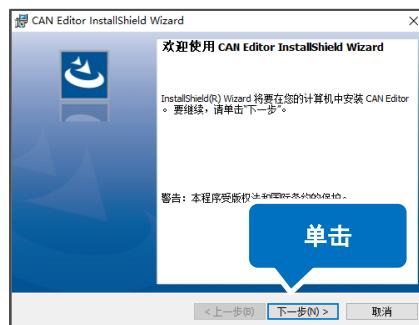 CAN Editor InstallShield Wizard
欢迎使用 CAN Editor InstallShield Wizard
InstallShield(R) Wizard 将要在您的计算机中安装 CAN Editor
。要继续，请单击“下一步”。
警告：本程序受版权法和国际条约的保护。
单击
< 上一步(B)
下一步(N) >
取消